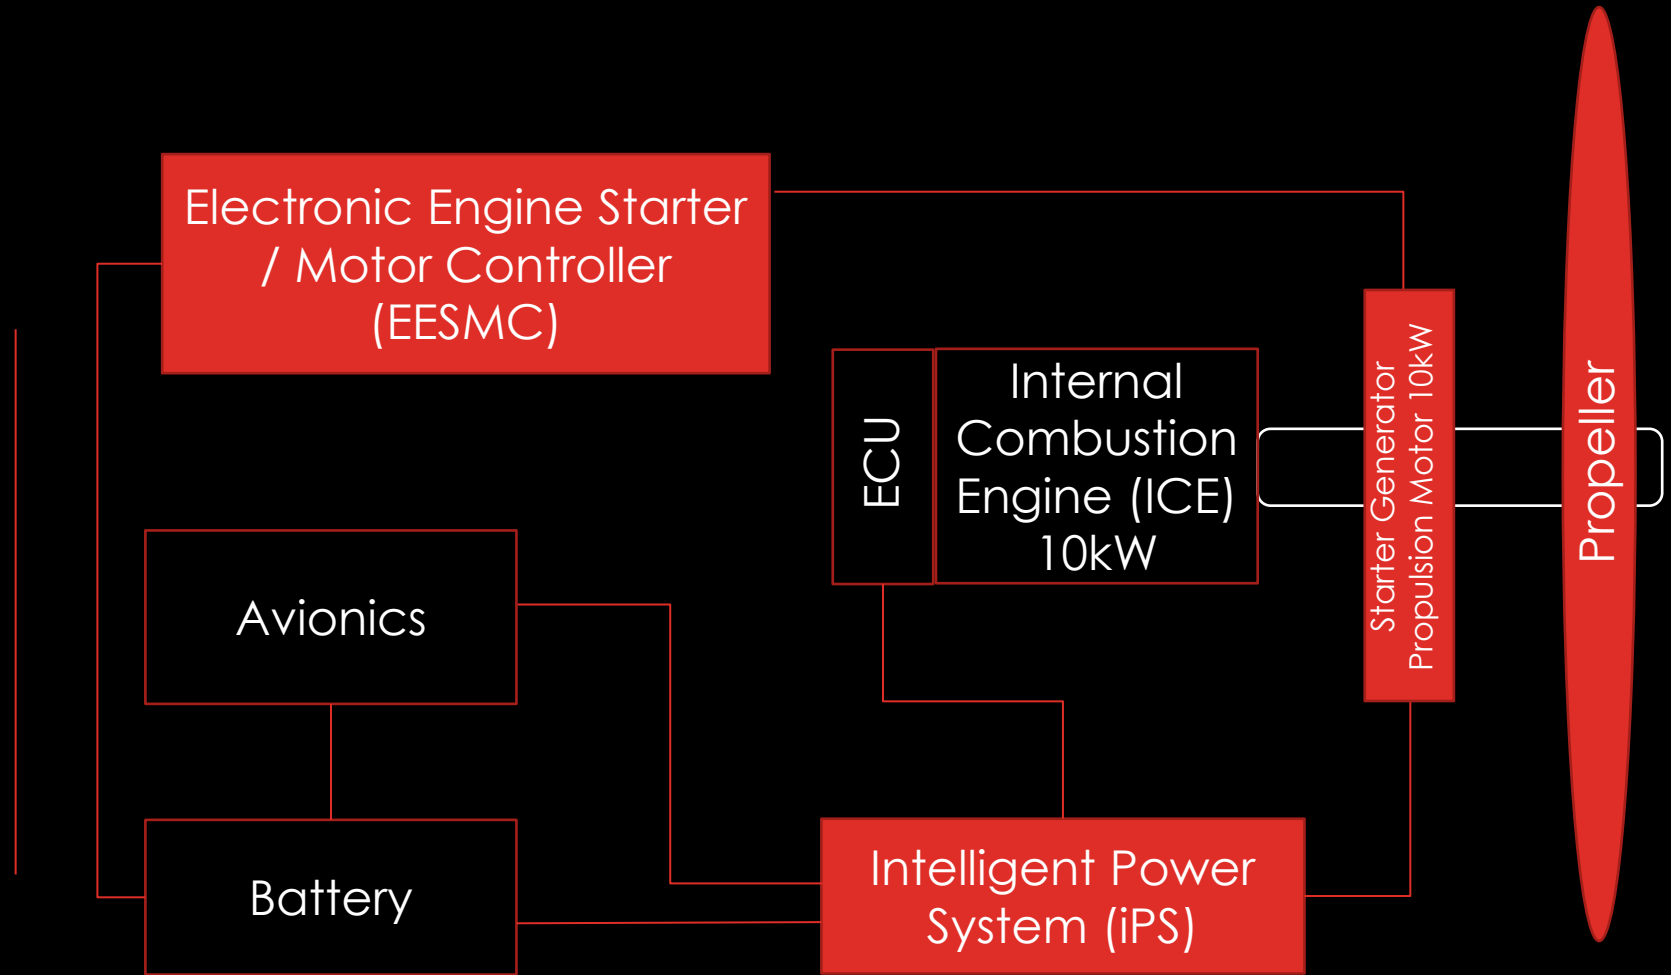 Electronic Engine Starter
/ Motor Controller
(EESMC)
ECU
Internal
Combustion
Engine (ICE)
10kW
Starter Generator
Propulsion Motor 10kW
Propeller
Avionics
Battery
Intelligent Power
System (iPS)